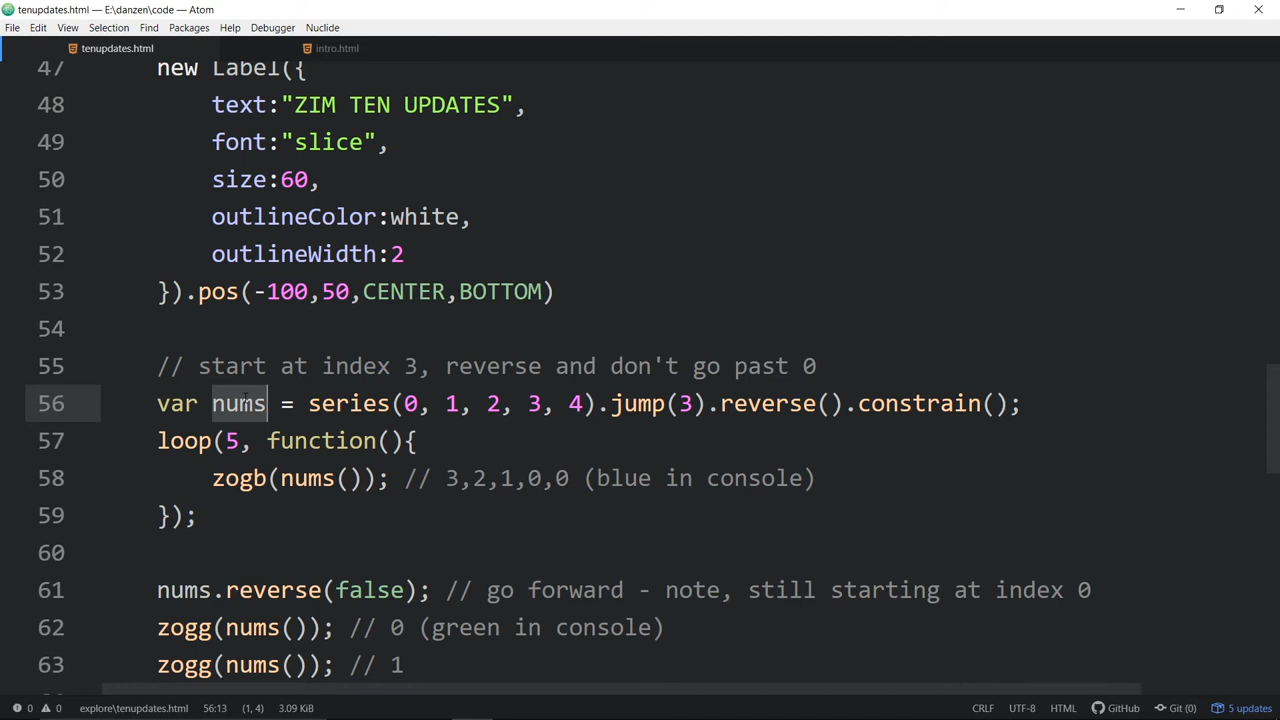 tenupdates.html — E:\danzen\code — Atom
File Edit View Selection Find Packages Help Debugger Nuclide
tenupdates.html intro.html
47 new Label({
48 text:"ZIM TEN UPDATES",
49 font:"slice",
50 size:60,
51 outlineColor:white,
52 outlineWidth:2
53 }).pos(-100,50,CENTER,BOTTOM)
54
55 // start at index 3, reverse and don't go past 0
56 var nums = series(0, 1, 2, 3, 4).jump(3).reverse().constrain();
57 loop(5, function(){
58 zogb(nums()); // 3,2,1,0,0 (blue in console)
59 });
60
61 nums.reverse(false); // go forward - note, still starting at index 0
62 zogg(nums()); // 0 (green in console)
63 zogg(nums()); // 1
0 0 explore\tenupdates.html 56:13 (1, 4) 3.09 KiB CRLF UTF-8 HTML GitHub Git (0) 5 updates